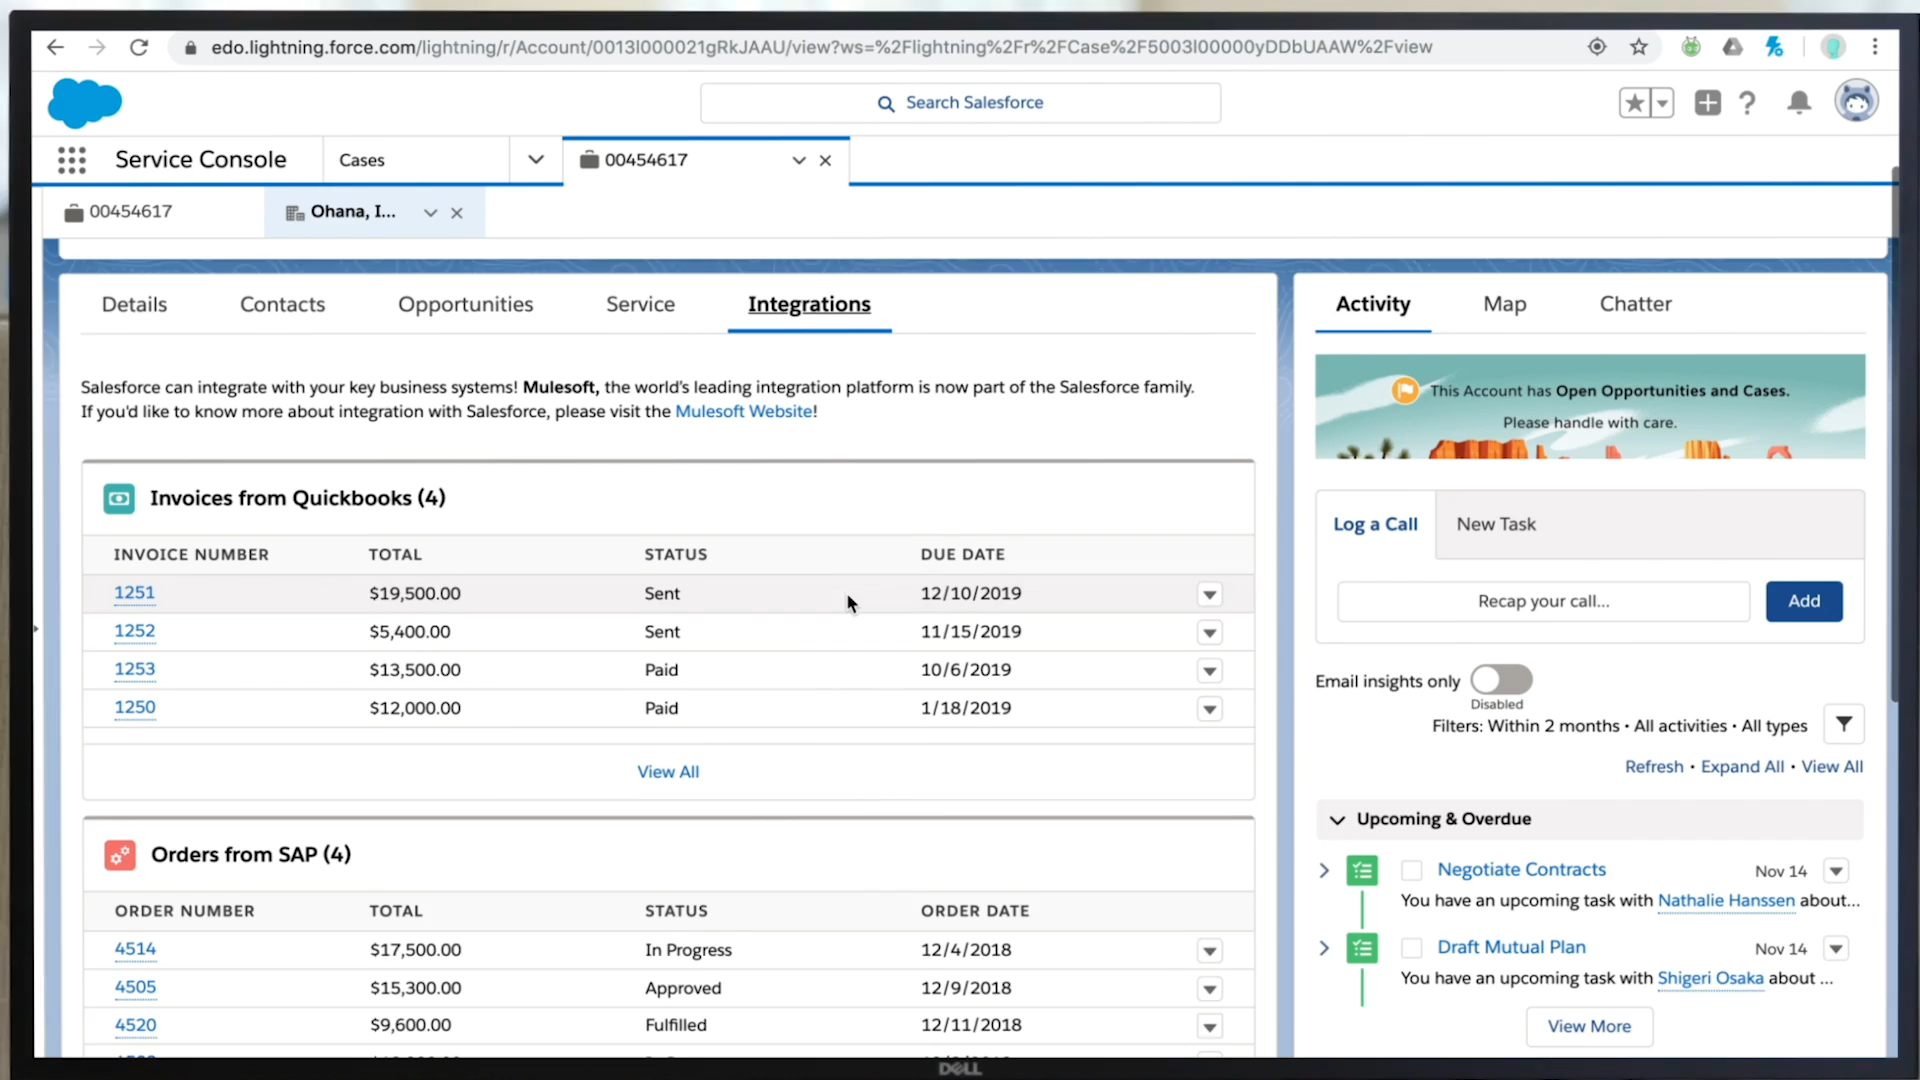 edo.lightning.force.com/lightning/r/Account/0013I000021gRkJAAU/view?ws=%2Flightning%2Fr%2FCase%2F5003I00000yDDbUAAW%2Fview
Search Salesforce
Service Console
Cases
00454617
00454617
Ohana, I...
Details
Contacts
Opportunities
Service
Integrations
Salesforce can integrate with your key business systems! Mulesoft, the world's leading integration platform is now part of the Salesforce family.
If you'd like to know more about integration with Salesforce, please visit the Mulesoft Website!
Invoices from Quickbooks (4)
INVOICE NUMBER TOTAL STATUS DUE DATE
1251 $19,500.00 Sent 12/10/2019
1252 $5,400.00 Sent 11/15/2019
1253 $13,500.00 Paid 10/6/2019
1250 $12,000.00 Paid 1/18/2019
View All
Orders from SAP (4)
ORDER NUMBER TOTAL STATUS ORDER DATE
4514 $17,500.00 In Progress 12/4/2018
4505 $15,300.00 Approved 12/9/2018
4520 $9,600.00 Fulfilled 12/11/2018
Activity
Map
Chatter
This Account has Open Opportunities and Cases.
Please handle with care.
Log a Call
New Task
Recap your call...
Add
Email insights only
Disabled
Filters: Within 2 months • All activities • All types
Refresh • Expand All • View All
Upcoming & Overdue
Negotiate Contracts Nov 14
You have an upcoming task with Nathalie Hanssen about...
Draft Mutual Plan Nov 14
You have an upcoming task with Shigeri Osaka about ...
View More
DELL